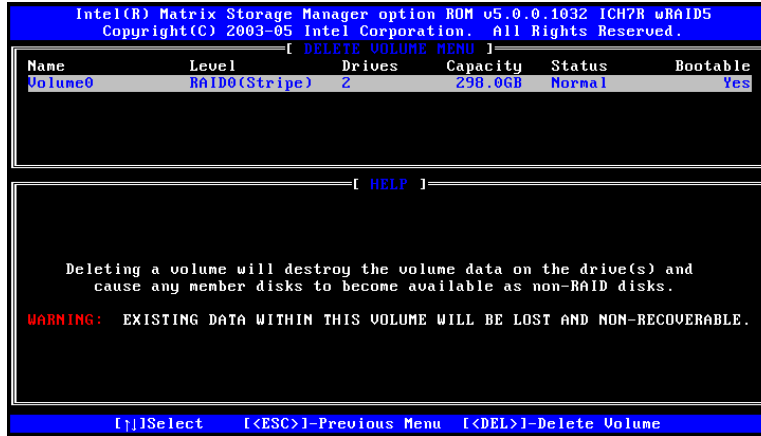 Intel(R) Matrix Storage Manager option ROM v5.0.0.1032 ICH7R wRAID5
Copyright(C) 2003-05 Intel Corporation. All Rights Reserved.
[ DELETE VOLUME MENU ]
Name Level Drives Capacity Status Bootable
Volume0 RAID0(Stripe) 2 298.0GB Normal Yes
[ HELP ]
Deleting a volume will destroy the volume data on the drive(s) and
cause any member disks to become available as non-RAID disks.
WARNING: EXISTING DATA WITHIN THIS VOLUME WILL BE LOST AND NON-RECOVERABLE.
[↑↓]Select [<ESC>]-Previous Menu [<DEL>]-Delete Volume